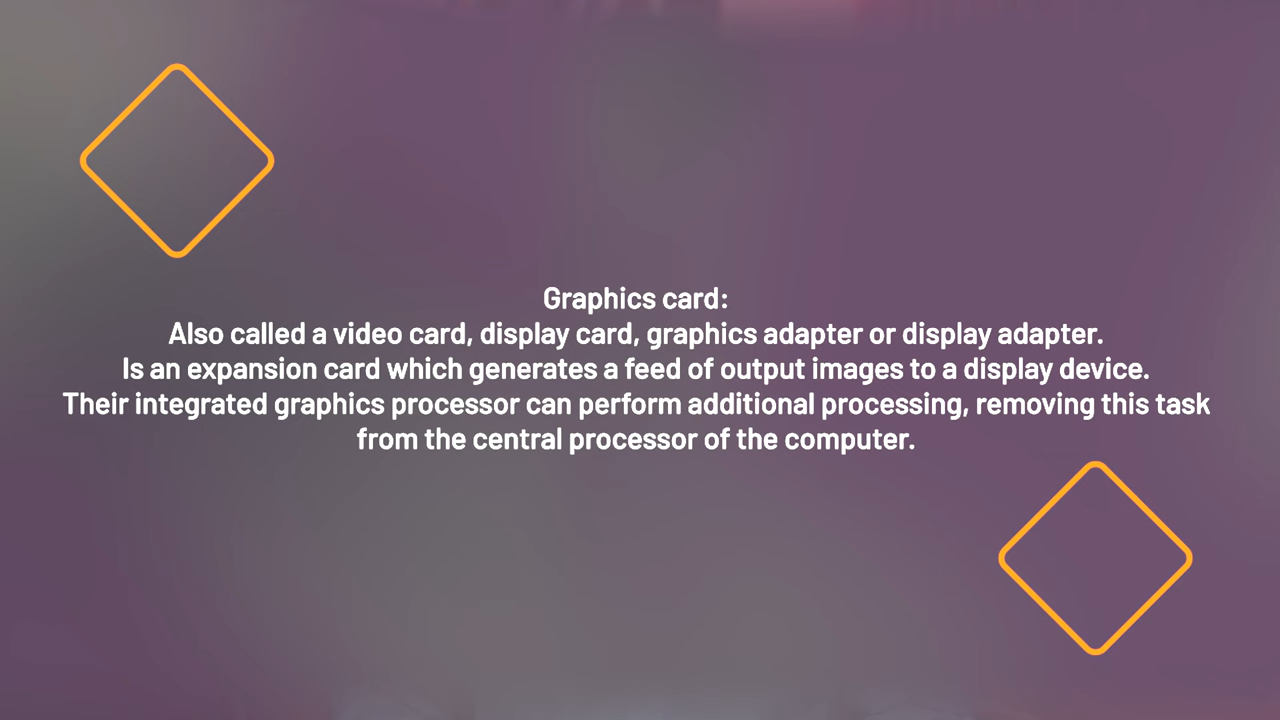 Graphics card:
Also called a video card, display card, graphics adapter or display adapter.
Is an expansion card which generates a feed of output images to a display device.
Their integrated graphics processor can perform additional processing, removing this task
from the central processor of the computer.